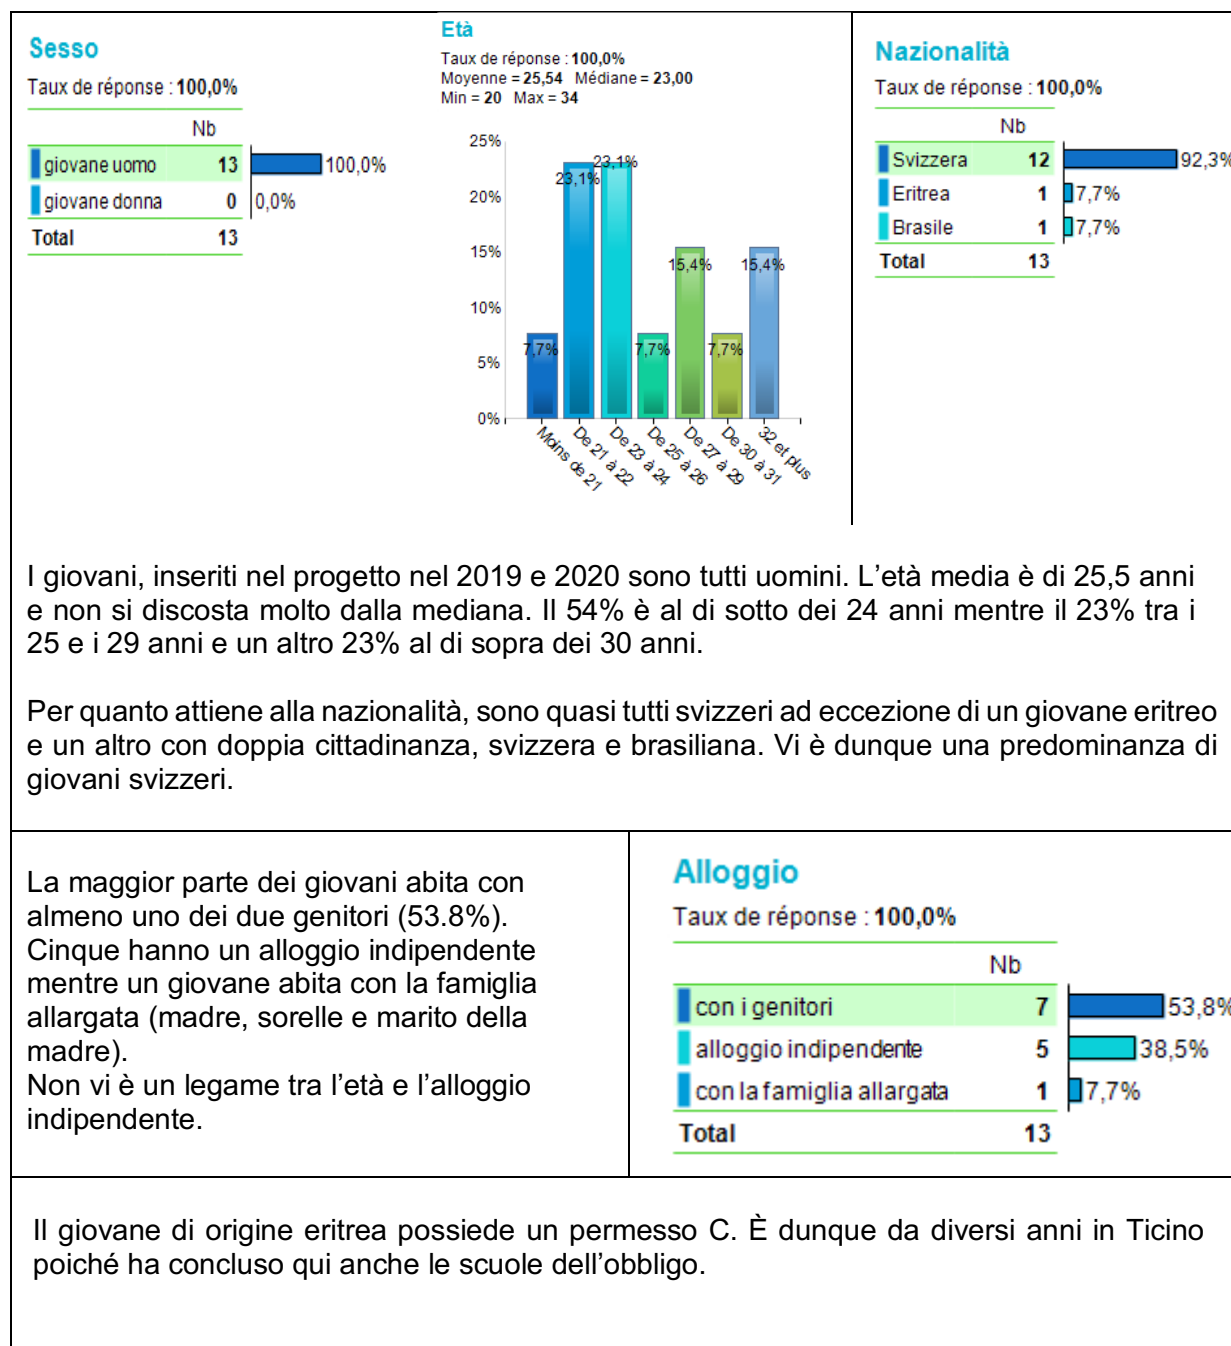 Sesso
Taux de réponse : 100,0%
Nb
giovane uomo 13 100,0%
giovane donna 0 0,0%
Total 13
Età
Taux de réponse : 100,0%
Moyenne = 25,54 Médiane = 23,00
Min = 20 Max = 34
25%
20%
15%
10%
5%
0%
7,7%
23,1%
23,1%
7,7%
15,4%
7,7%
15,4%
Moins de 21
De 21 à 22
De 23 à 24
De 25 à 26
De 27 à 29
De 30 à 31
32 et plus
Nazionalità
Taux de réponse : 100,0%
Nb
Svizzera 12 92,3%
Eritrea 1 7,7%
Brasile 1 7,7%
Total 13
I giovani, inseriti nel progetto nel 2019 e 2020 sono tutti uomini. L'età media è di 25,5 anni
e non si discosta molto dalla mediana. Il 54% è al di sotto dei 24 anni mentre il 23% tra i
25 e i 29 anni e un altro 23% al di sopra dei 30 anni.
Per quanto attiene alla nazionalità, sono quasi tutti svizzeri ad eccezione di un giovane eritreo
e un altro con doppia cittadinanza, svizzera e brasiliana. Vi è dunque una predominanza di
giovani svizzeri.
La maggior parte dei giovani abita con
almeno uno dei due genitori (53.8%).
Cinque hanno un alloggio indipendente
mentre un giovane abita con la famiglia
allargata (madre, sorelle e marito della
madre).
Non vi è un legame tra l'età e l'alloggio
indipendente.
Alloggio
Taux de réponse : 100,0%
Nb
con i genitori 7 53,8%
alloggio indipendente 5 38,5%
con la famiglia allargata 1 7,7%
Total 13
Il giovane di origine eritrea possiede un permesso C. È dunque da diversi anni in Ticino
poiché ha concluso qui anche le scuole dell'obbligo.